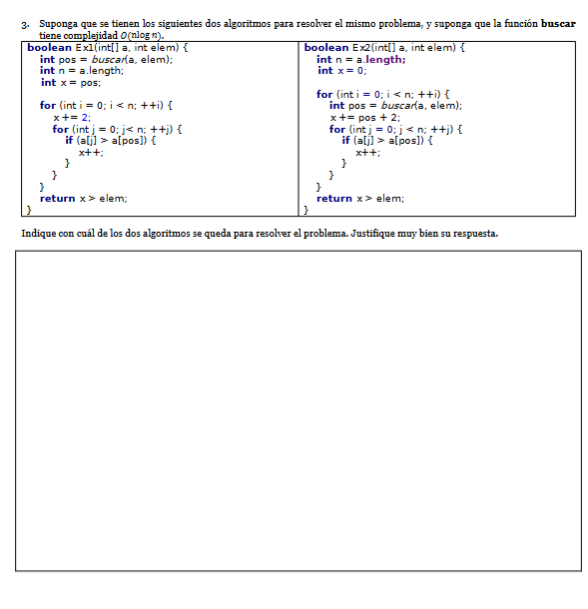 3. Suponga que se tienen los siguientes dos algoritmos para resolver el mismo problema, y suponga que la función buscar
tiene complejidad O(nlog n).
boolean Ex1(int[] a, int elem) {
int pos = buscar(a, elem);
int n = a.length;
int x = pos;
for (int i = 0; i < n; ++i) {
x += 2;
for (int j = 0; j< n; ++j) {
if (a[j] > a[pos]) {
x++;
}
}
}
return x > elem;
}
boolean Ex2(int[] a, int elem) {
int n = a.length;
int x = 0;
for (int i = 0; i < n; ++i) {
int pos = buscar(a, elem);
x += pos + 2;
for (int j = 0; j < n; ++j) {
if (a[j] > a[pos]) {
x++;
}
}
}
return x > elem;
}
Indique con cuál de los dos algoritmos se queda para resolver el problema. Justifique muy bien su respuesta.